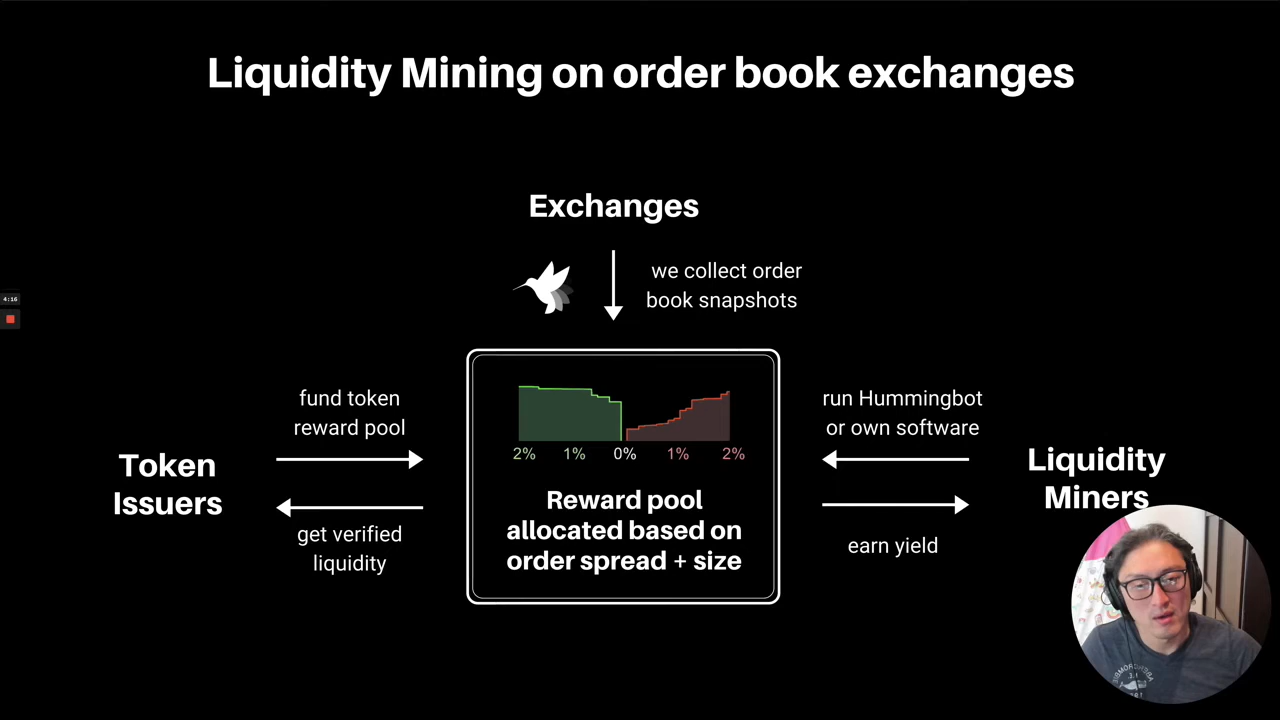 Liquidity Mining on order book exchanges
Exchanges
we collect order
book snapshots
4:16
fund token
reward pool
Token
Issuers
get verified
liquidity
2% 1% 0% 1% 2%
Reward pool
allocated based on
order spread + size
run Hummingbot
or own software
Liquidity
Miners
earn yield